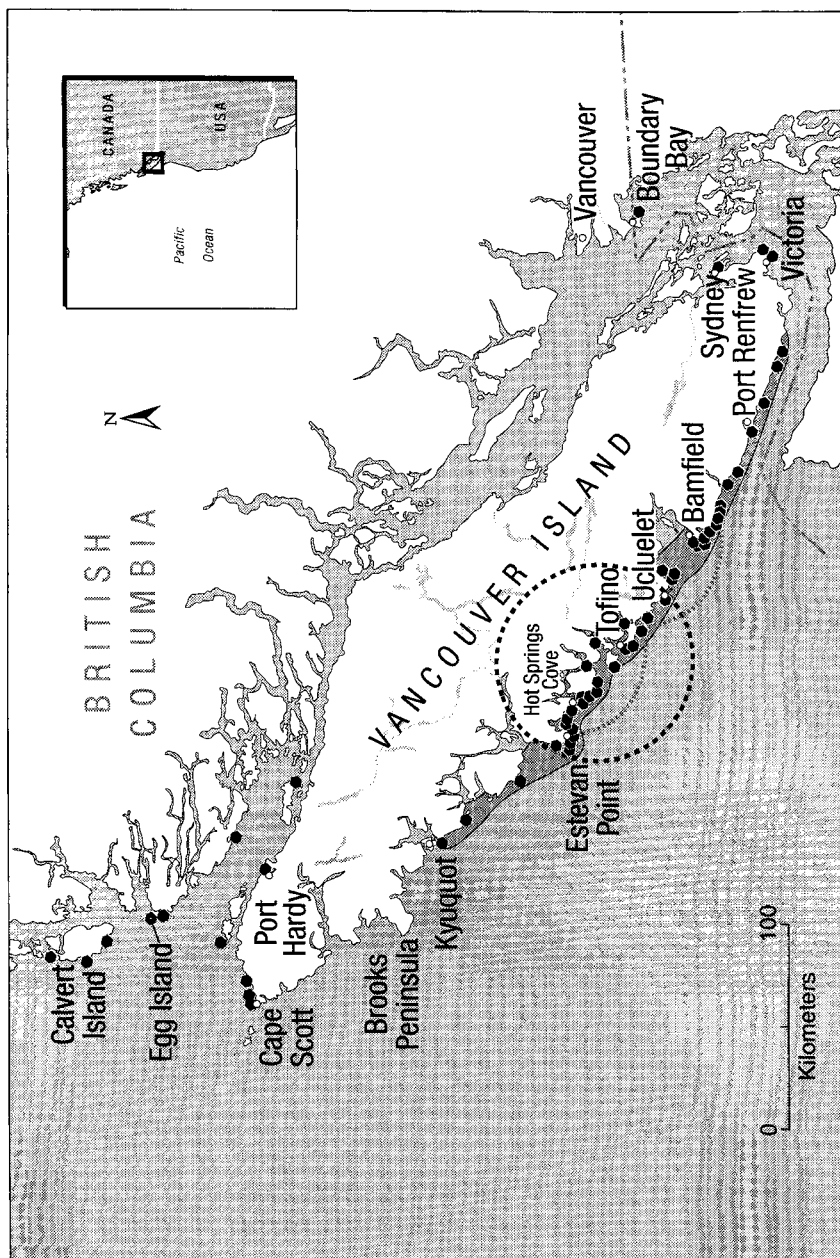 CANADA
USA
Pacific
Ocean
N
BRITISH
COLUMBIA
VANCOUVER ISLAND
Calvert
Island
Egg Island
Cape
Scott
Port
Hardy
Brooks
Peninsula
Kyuquot
Estevan
Point
Hot Springs
Cove
Tofino
Ucluelet
Bamfield
Port Renfrew
Sydney
Victoria
Vancouver
Boundary
Bay
0
100
Kilometers